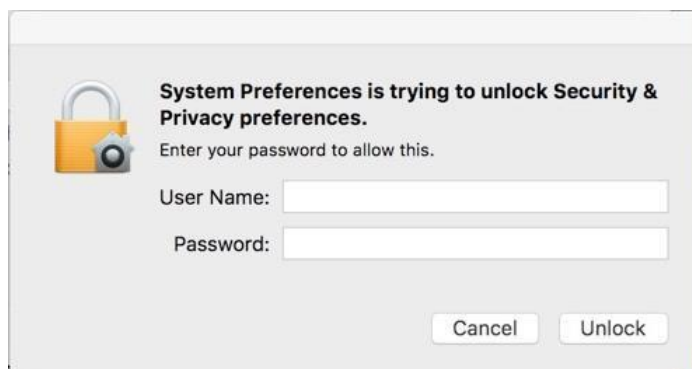 System Preferences is trying to unlock Security &
Privacy preferences.
Enter your password to allow this.
User Name:
Password:
Cancel
Unlock